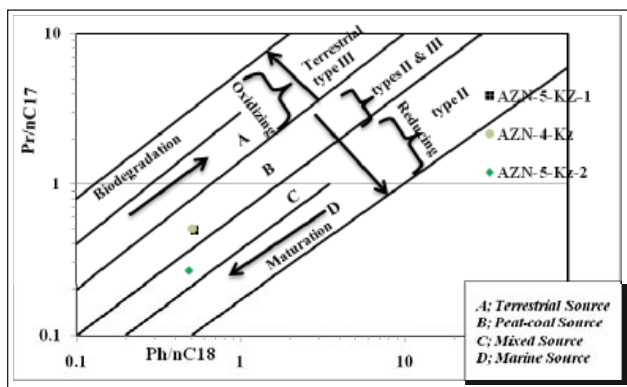 10
1
0.1
0.1
1
10
Pr/nC17
Ph/nC18
Terrestrial
type III
types II & III
type II
Oxidizing
Reducing
Biodegradation
Maturation
A
B
C
D
AZN-5-KZ-1
AZN-4-Kz
AZN-5-Kz-2
A; Terrestrial Source
B; Peat-coal Source
C; Mixed Source
D; Marine Source